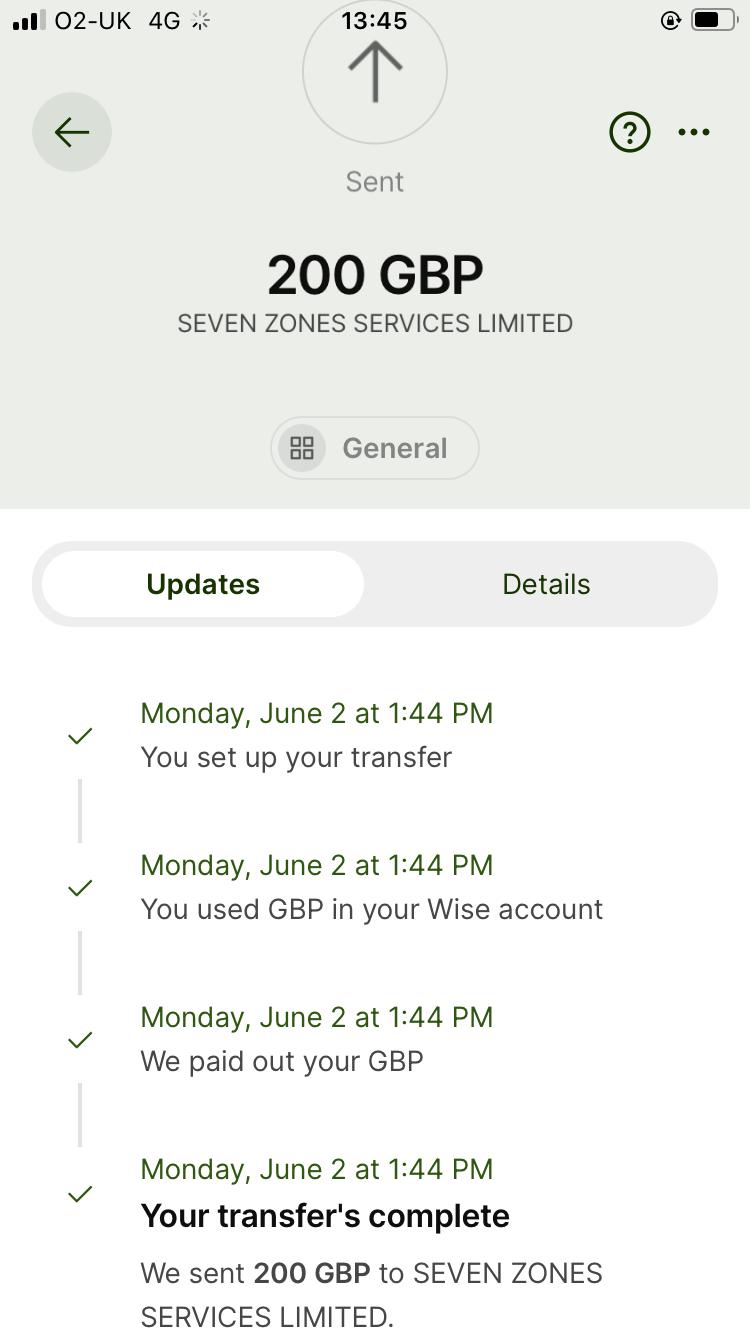 O2-UK 4G 13:45
Sent
200 GBP
SEVEN ZONES SERVICES LIMITED
General
Updates Details
Monday, June 2 at 1:44 PM
You set up your transfer
Monday, June 2 at 1:44 PM
You used GBP in your Wise account
Monday, June 2 at 1:44 PM
We paid out your GBP
Monday, June 2 at 1:44 PM
Your transfer's complete
We sent 200 GBP to SEVEN ZONES
SERVICES LIMITED.